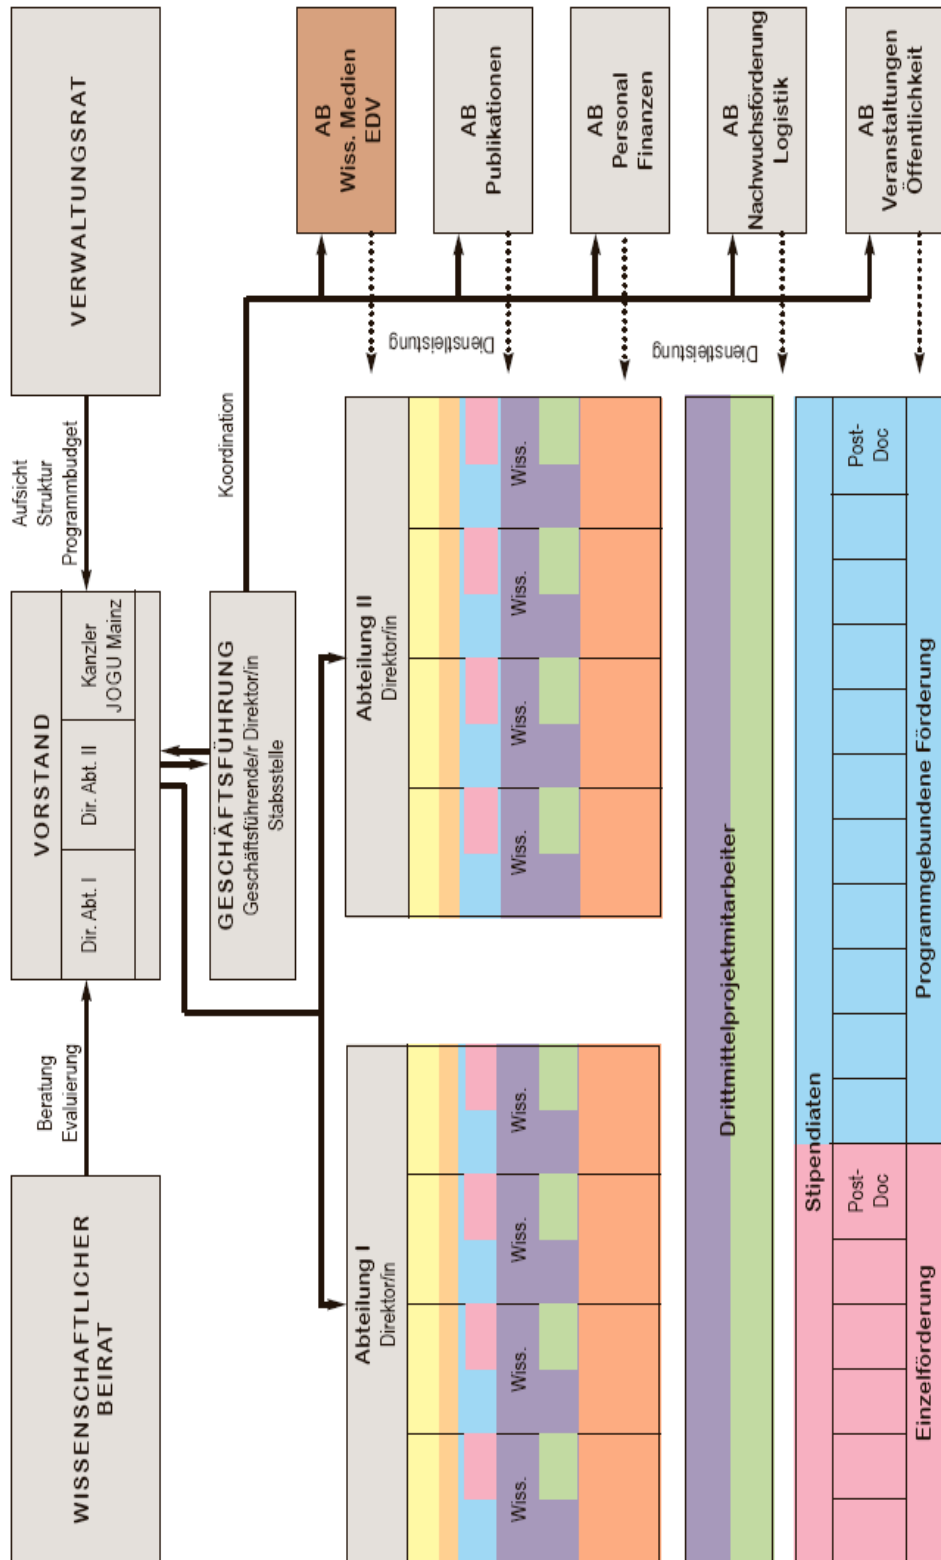 WISSENSCHAFTLICHER
BEIRAT
Beratung
Evaluierung
VORSTAND
Dir. Abt. I
Dir. Abt. II
Kanzler
JOGU Mainz
Aufsicht
Struktur
Programmbudget
VERWALTUNGSRAT
GESCHÄFTSFÜHRUNG
Geschäftsführende/r Direktor/in
Stabsstelle
Koordination
AB
Wiss. Medien
EDV
AB
Publikationen
AB
Personal
Finanzen
AB
Nachwuchsförderung
Logistik
AB
Veranstaltungen
Öffentlichkeit
Dienstleistung
Dienstleistung
Abteilung I
Direktor/in
Wiss.
Wiss.
Wiss.
Wiss.
Abteilung II
Direktor/in
Wiss.
Wiss.
Wiss.
Wiss.
Drittmittelprojektmitarbeiter
Stipendiaten
Post-
Doc
Post-
Doc
Einzelförderung
Programmgebundene Förderung